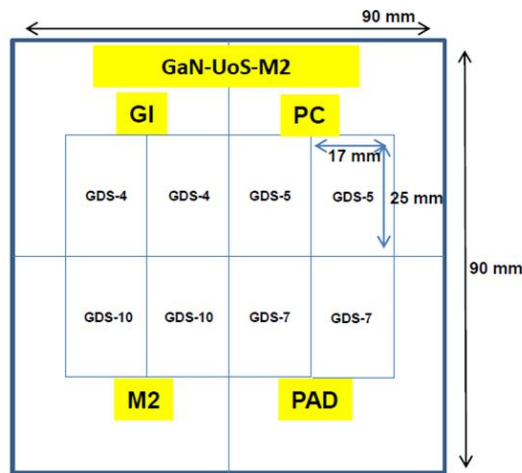 90 mm
GaN-UoS-M2
GI PC
17 mm
GDS-4 GDS-4 GDS-5 GDS-5
25 mm
90 mm
GDS-10 GDS-10 GDS-7 GDS-7
M2 PAD